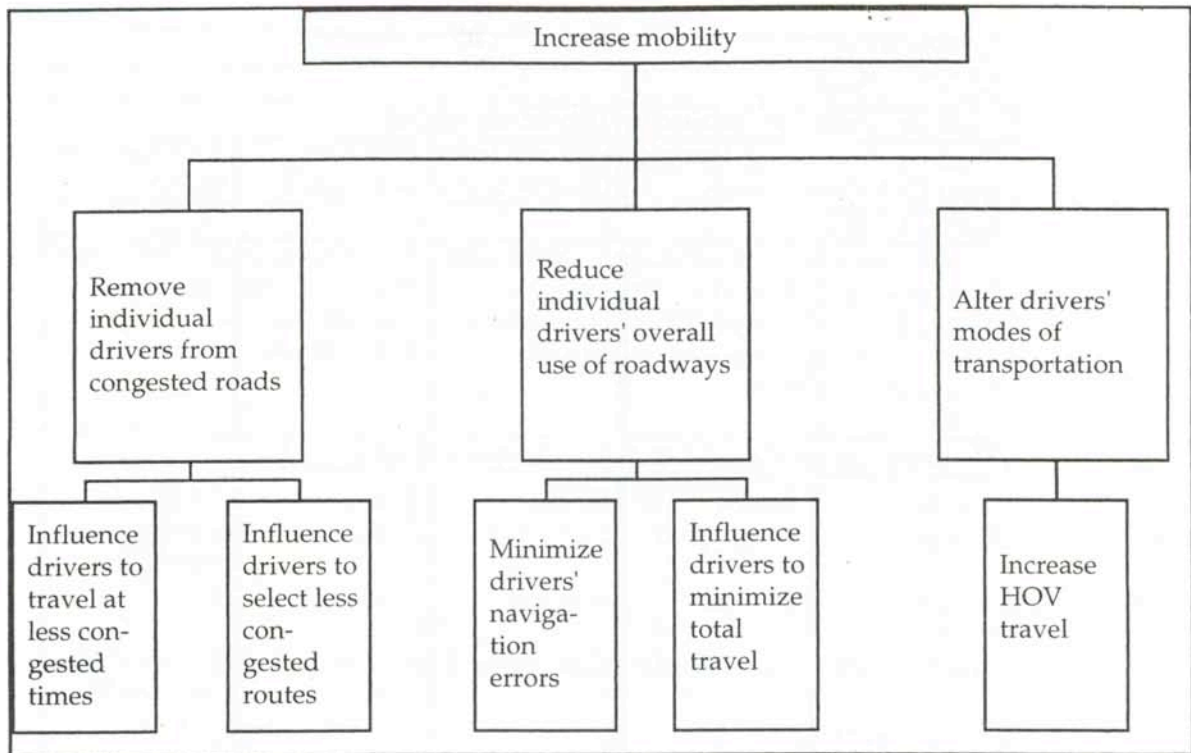 Increase mobility
Remove
individual
drivers from
congested roads
Reduce
individual
drivers' overall
use of roadways
Alter drivers'
modes of
transportation
Influence
drivers to
travel at
less con-
gested
times
Influence
drivers to
select less
con-
gested
routes
Minimize
drivers'
naviga-
tion
errors
Influence
drivers to
minimize
total
travel
Increase
HOV
travel